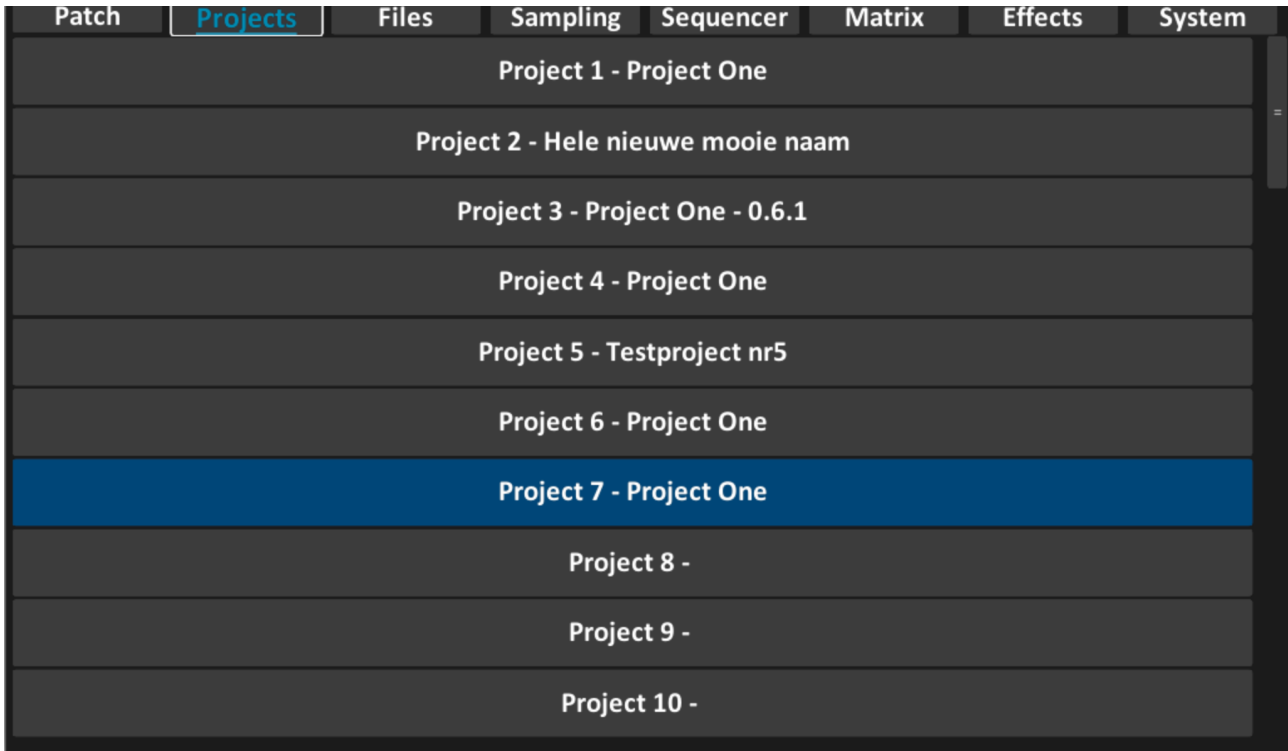 Patch Projects Files Sampling Sequencer Matrix Effects System
Project 1 - Project One
Project 2 - Hele nieuwe mooie naam
Project 3 - Project One - 0.6.1
Project 4 - Project One
Project 5 - Testproject nr5
Project 6 - Project One
Project 7 - Project One
Project 8 -
Project 9 -
Project 10 -